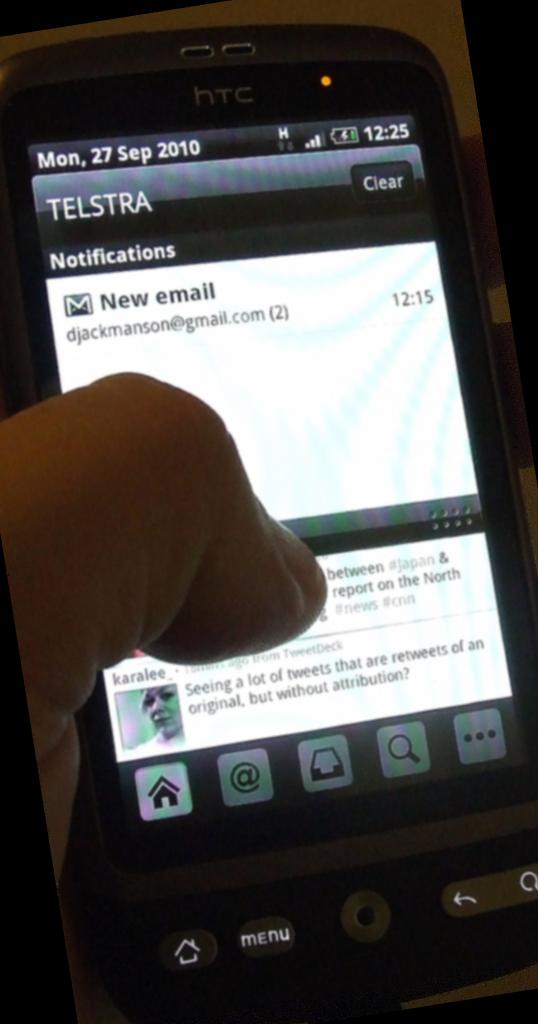 hTC
Mon, 27 Sep 2010 H 12:25
TELSTRA Clear
Notifications
New email
djackmanson@gmail.com (2) 12:15
between #Japan &
report on the North
#news #cnn
karalee_ ago from TweetDeck
Seeing a lot of tweets that are retweets of an
original, but without attribution?
@
menu